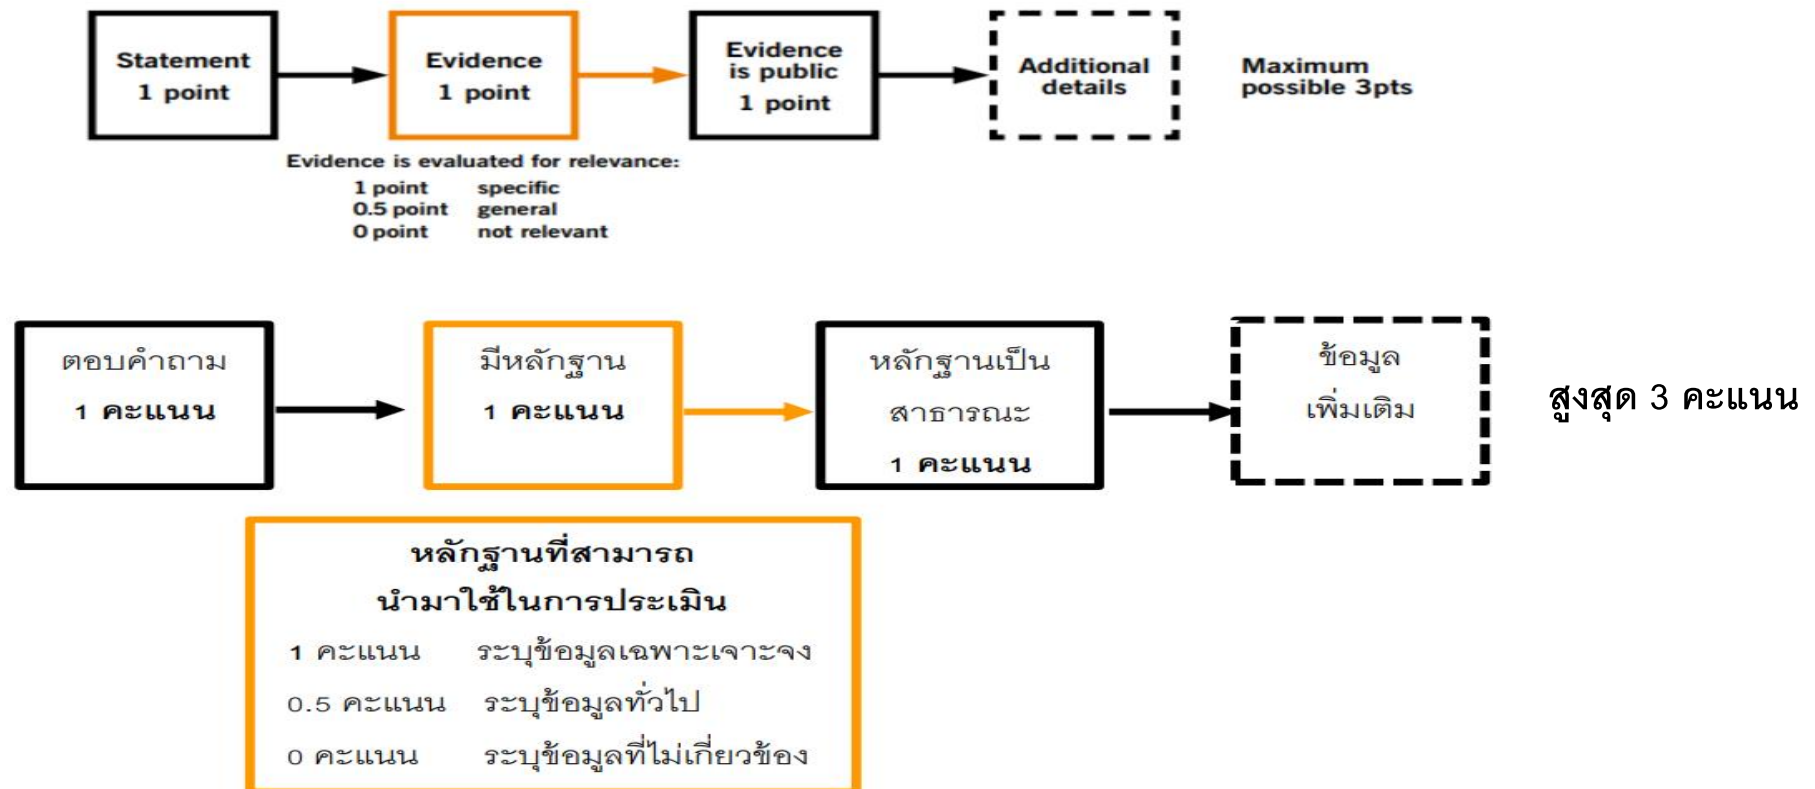 Statement
1 point
Evidence
1 point
Evidence
is public
1 point
Additional
details
Maximum
possible 3pts
Evidence is evaluated for relevance:
1 point specific
0.5 point general
0 point not relevant
ตอบคำถาม
1 คะแนน
มีหลักฐาน
1 คะแนน
หลักฐานเป็น
สาธารณะ
1 คะแนน
ข้อมูล
เพิ่มเติม
สูงสุด 3 คะแนน
หลักฐานที่สามารถ
นำมาใช้ในการประเมิน
1 คะแนน ระบุข้อมูลเฉพาะเจาะจง
0.5 คะแนน ระบุข้อมูลทั่วไป
0 คะแนน ระบุข้อมูลที่ไม่เกี่ยวข้อง